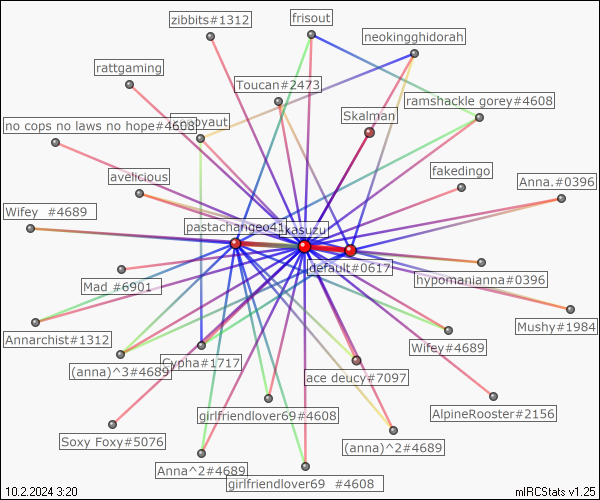 zibbits#1312
frisout
neokingghidorah
rattgaming
Toucan#2473
ramshackle gorey#4608
Skalman
no cops no laws no hope#4608
byaut
avelicious
fakedingo
Anna.#0396
Wifey  #4689
pastachangeo41
kasuzu
default#0617
Mad #6901
hypomanianna#0396
Mushy#1984
Annarchist#1312
(anna)^3#4689
Cypha#1717
Wifey#4689
ace deucy#7097
girlfriendlover69#4608
AlpineRooster#2156
Soxy Foxy#5076
(anna)^2#4689
Anna^2#4689
girlfriendlover69  #4608
10.2.2024 3:20
mIRCStats v1.25